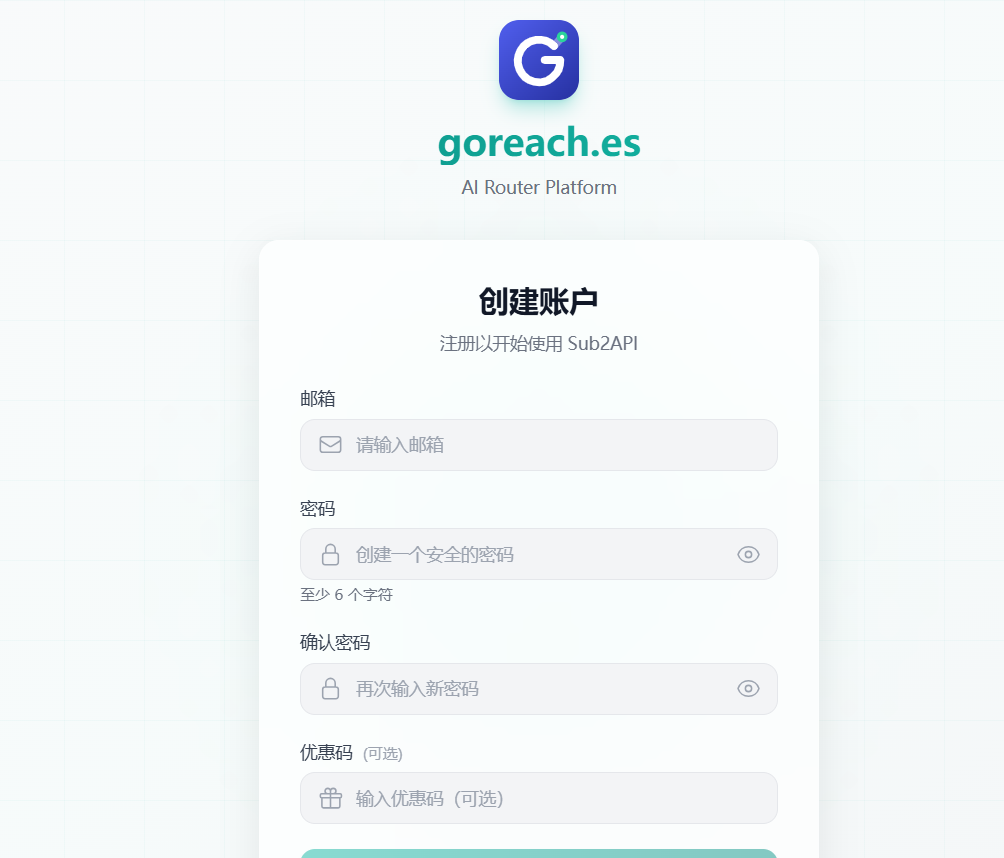 goreach.es
AI Router Platform
创建账户
注册以开始使用 Sub2API
邮箱
请输入邮箱
密码
创建一个安全的密码
至少 6 个字符
确认密码
再次输入新密码
优惠码 (可选)
输入优惠码（可选）